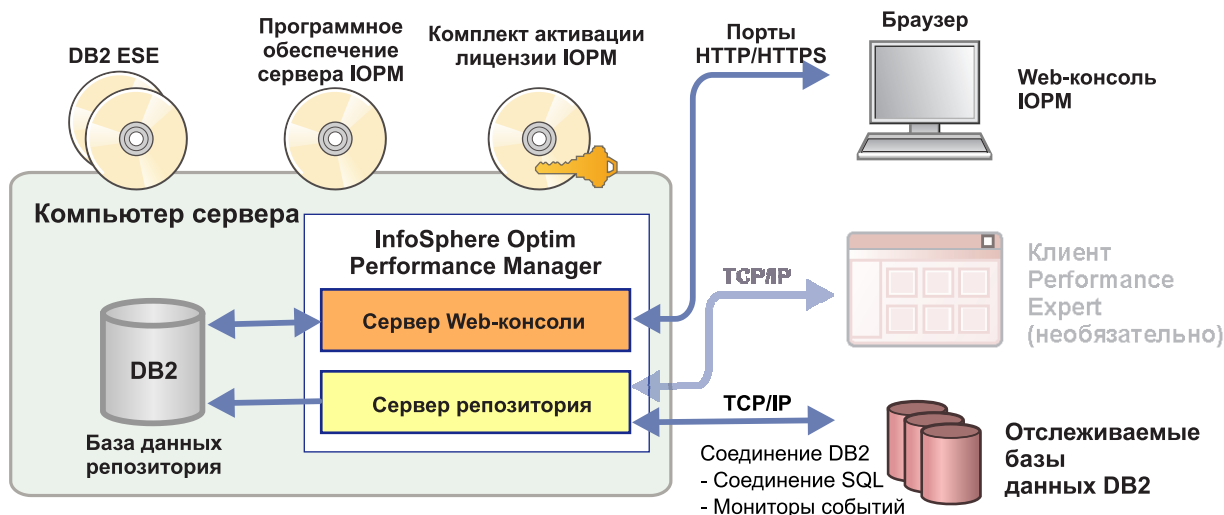 DB2 ESE
Программное
обеспечение
сервера IOPM
Комплект активации
лицензии IOPM
Порты
HTTP/HTTPS
Браузер
Web-консоль
IOPM
Компьютер сервера
InfoSphere Optim
Performance Manager
Сервер Web-консоли
Сервер репозитория
DB2
База данных
репозитория
TCP/IP
Клиент
Performance
Expert
(необязательно)
TCP/IP
Соединение DB2
- Соединение SQL
- Мониторы событий
Отслеживаемые
базы
данных DB2